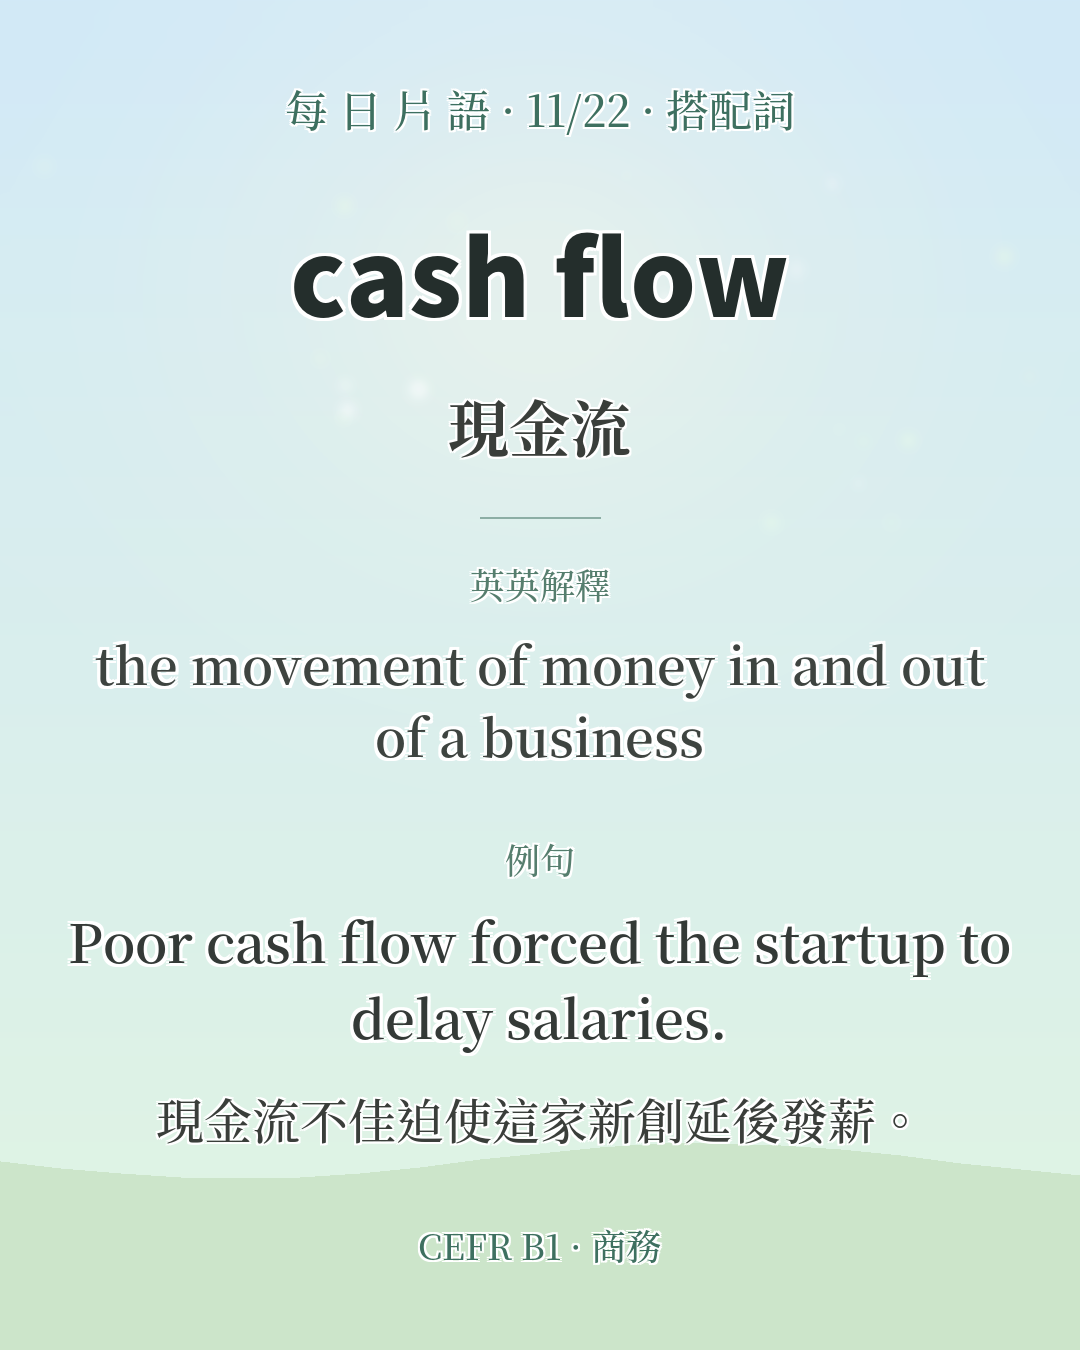 每日片語 · 11/22 · 搭配詞
cash flow
現金流
英英解釋
the movement of money in and out
of a business
例句
Poor cash flow forced the startup to
delay salaries.
現金流不佳迫使這家新創延後發薪。
CEFR B1 · 商務